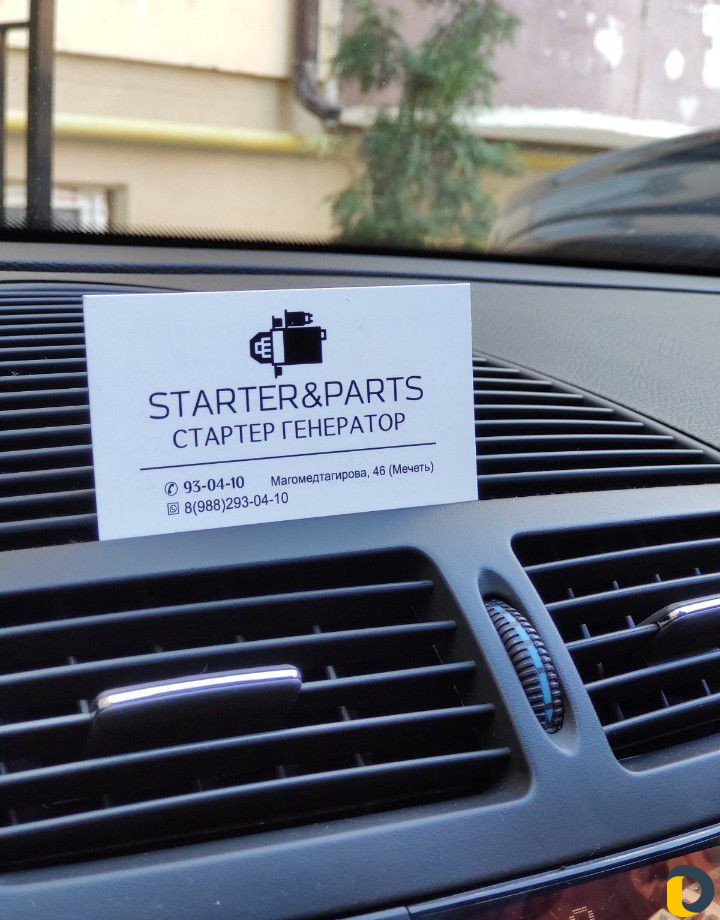 STARTER&PARTS
СТАРТЕР ГЕНЕРАТОР
93-04-10 Магомедтагирова, 46 (Мечеть)
8(988)293-04-10